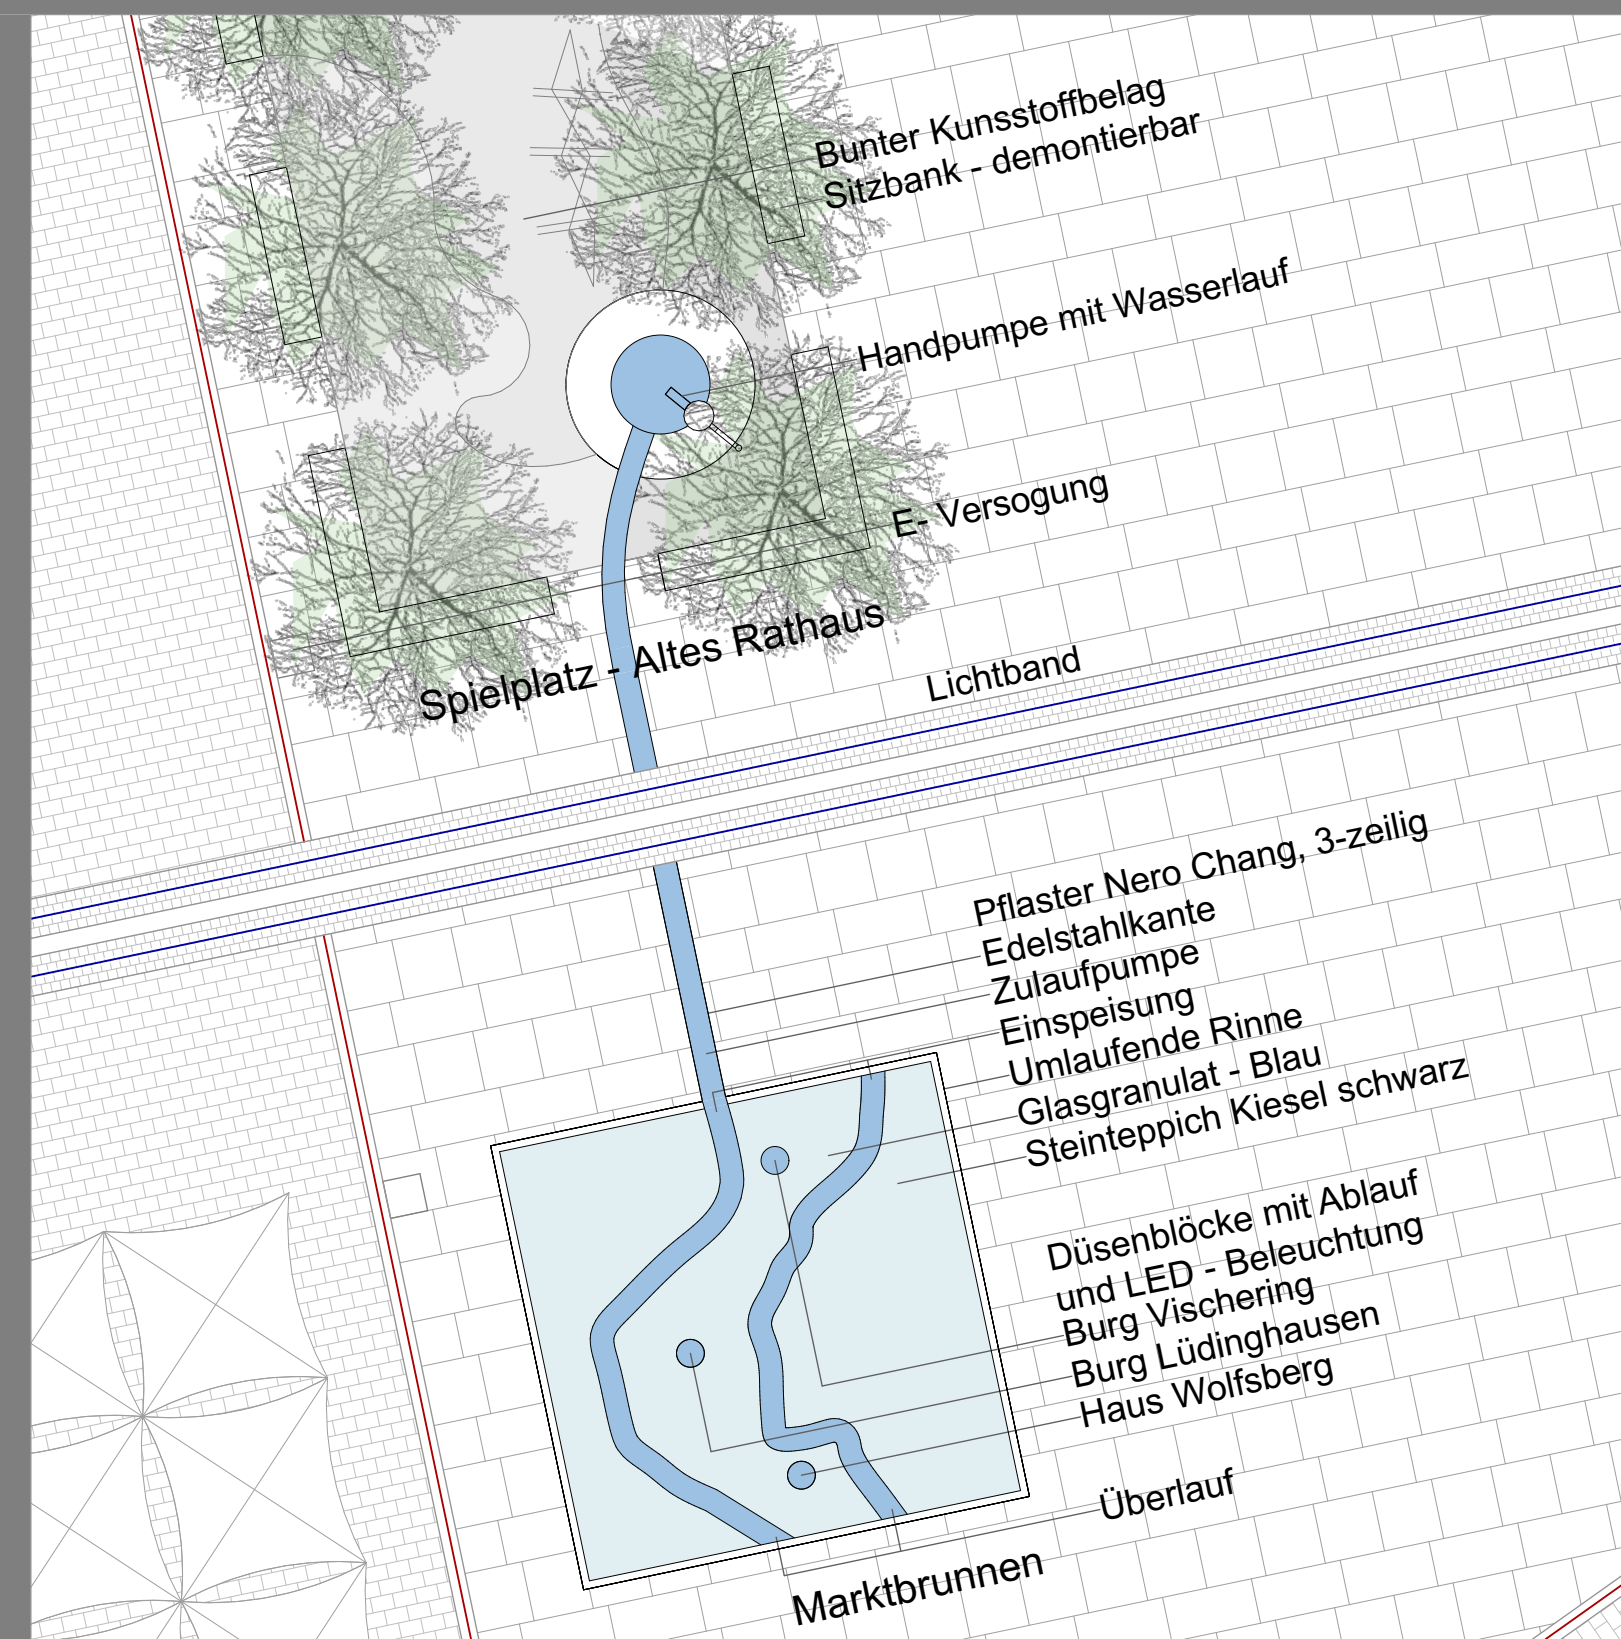 Bunter Kunsstoffbelag
Sitzbank - demontierbar
Handpumpe mit Wasserlauf
E- Versogung
Spielplatz - Altes Rathaus
Lichtband
Pflaster Nero Chang, 3-zeilig
Edelstahlkante
Zulaufpumpe
Einspeisung
Umlaufende Rinne
Glasgranulat - Blau
Steinteppich Kiesel schwarz
Düsenblöcke mit Ablauf
und LED - Beleuchtung
Burg Vischering
Burg Lüdinghausen
Haus Wolfsberg
Überlauf
Marktbrunnen